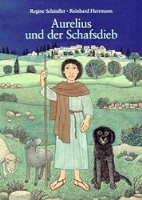 Regine Schindler · Reinhard Herrmann
Aurelius
und der Schafsdieb